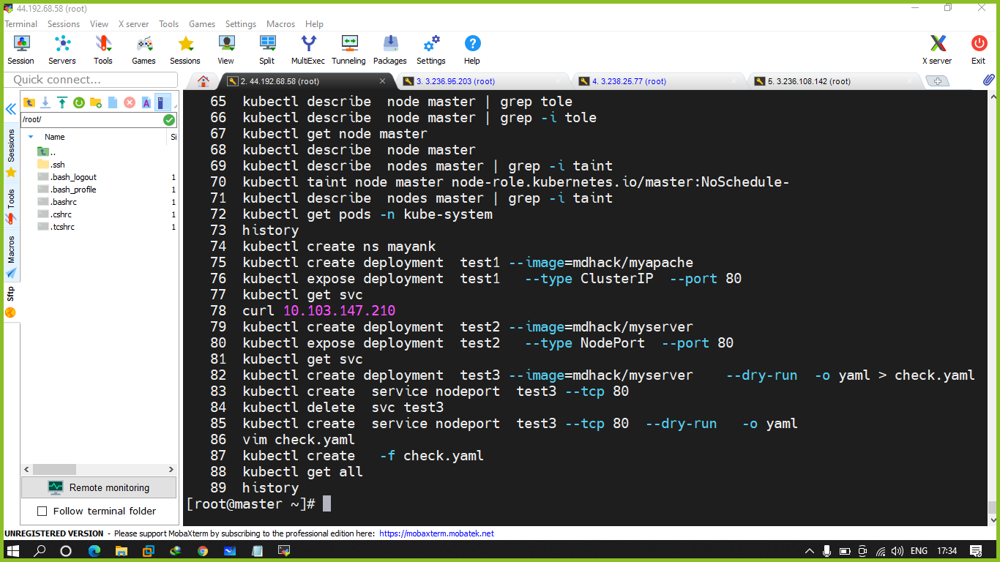 44.192.68.58 (root)
Terminal Sessions View X server Tools Games Settings Macros Help
Session Servers Tools Games Sessions View Split MultiExec Tunneling Packages Settings Help X server Exit
Quick connect...
2. 44.192.68.58 (root)
3. 3.236.95.203 (root)
4. 3.238.25.77 (root)
5. 3.236.108.142 (root)
/root/
Name Si
..
.ssh
.bash_logout 1
.bash_profile 1
.bashrc 1
.cshrc 1
.tcshrc 1
Sessions
Tools
Macros
Sftp
Remote monitoring
Follow terminal folder
65 kubectl describe  node master | grep tole
66 kubectl describe  node master | grep -i tole
67 kubectl get node master
68 kubectl describe  node master
69 kubectl describe  nodes master | grep -i taint
70 kubectl taint node master node-role.kubernetes.io/master:NoSchedule-
71 kubectl describe  nodes master | grep -i taint
72 kubectl get pods -n kube-system
73 history
74 kubectl create ns mayank
75 kubectl create deployment  test1 --image=mdhack/myapache
76 kubectl expose deployment  test1   --type ClusterIP  --port 80
77 kubectl get svc
78 curl 10.103.147.210
79 kubectl create deployment  test2 --image=mdhack/myserver
80 kubectl expose deployment  test2   --type NodePort  --port 80
81 kubectl get svc
82 kubectl create deployment  test3 --image=mdhack/myserver    --dry-run  -o yaml > check.yaml
83 kubectl create  service nodeport  test3 --tcp 80
84 kubectl delete  svc test3
85 kubectl create  service nodeport  test3 --tcp 80  --dry-run   -o yaml
86 vim check.yaml
87 kubectl create   -f check.yaml
88 kubectl get all
89 history
[root@master ~]#
UNREGISTERED VERSION - Please support MobaXterm by subscribing to the professional edition here: https://mobaxterm.mobatek.net
ENG 17:34